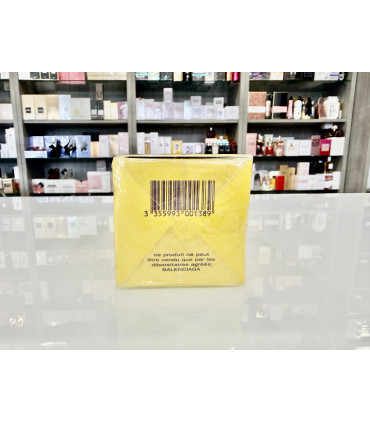 3 355993 001389
ce produit ne peut
être vendu que par les
dépositaires agréés
BALENCIAGA